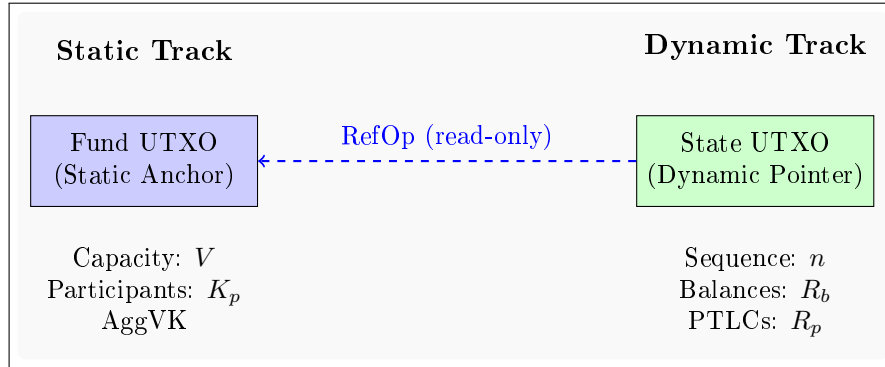 Static Track
Dynamic Track
Fund UTXO
(Static Anchor)
RefOp (read-only)
State UTXO
(Dynamic Pointer)
Capacity: V
Participants: K_p
AggVK
Sequence: n
Balances: R_b
PTLCs: R_p